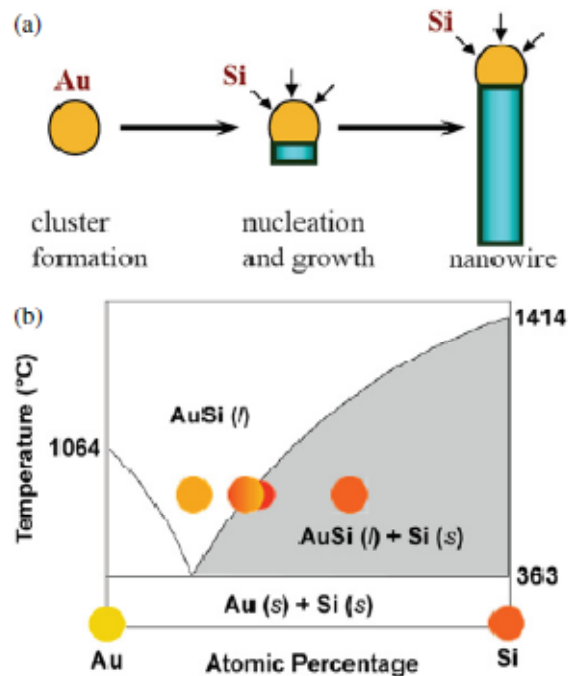 (a)
Si
Au
Si
cluster
formation
nucleation
and growth
nanowire
(b)
1414
AuSi (l)
1064
Temperature (°C)
AuSi (l) + Si (s)
363
Au (s) + Si (s)
Au
Atomic Percentage
Si